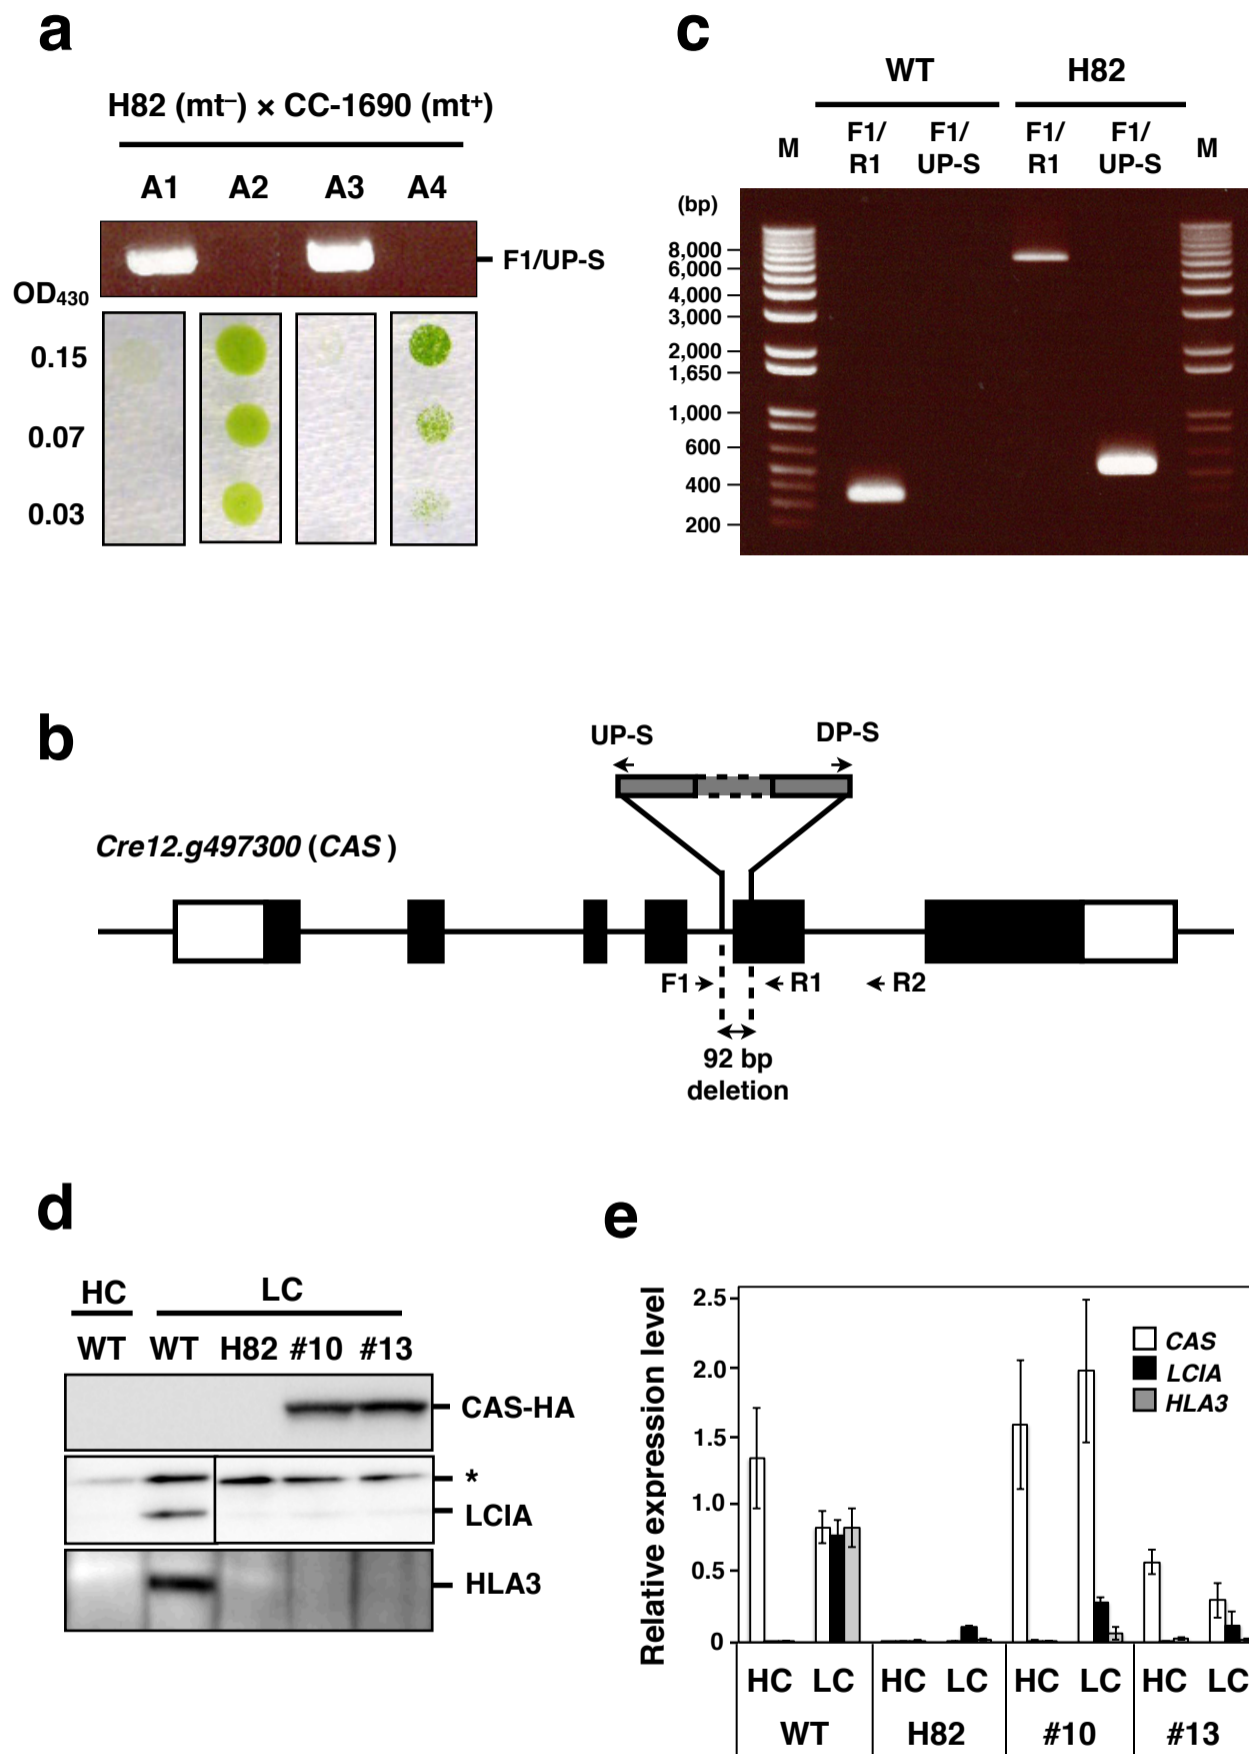 a
H82 (mt–) × CC-1690 (mt+)
A1 A2 A3 A4
F1/UP-S
OD430
0.15
0.07
0.03
c
WT H82
M F1/R1 F1/UP-S F1/R1 F1/UP-S M
(bp)
8,000
6,000
4,000
3,000
2,000
1,650
1,000
600
400
200
b
UP-S DP-S
Cre12.g497300 (CAS )
F1 R1 R2
92 bp
deletion
d
HC LC
WT WT H82 #10 #13
CAS-HA
*
LCIA
HLA3
e
Relative expression level
2.5
2.0
1.5
1.0
0.5
0
CAS
LCIA
HLA3
HC LC HC LC HC LC HC LC
WT H82 #10 #13